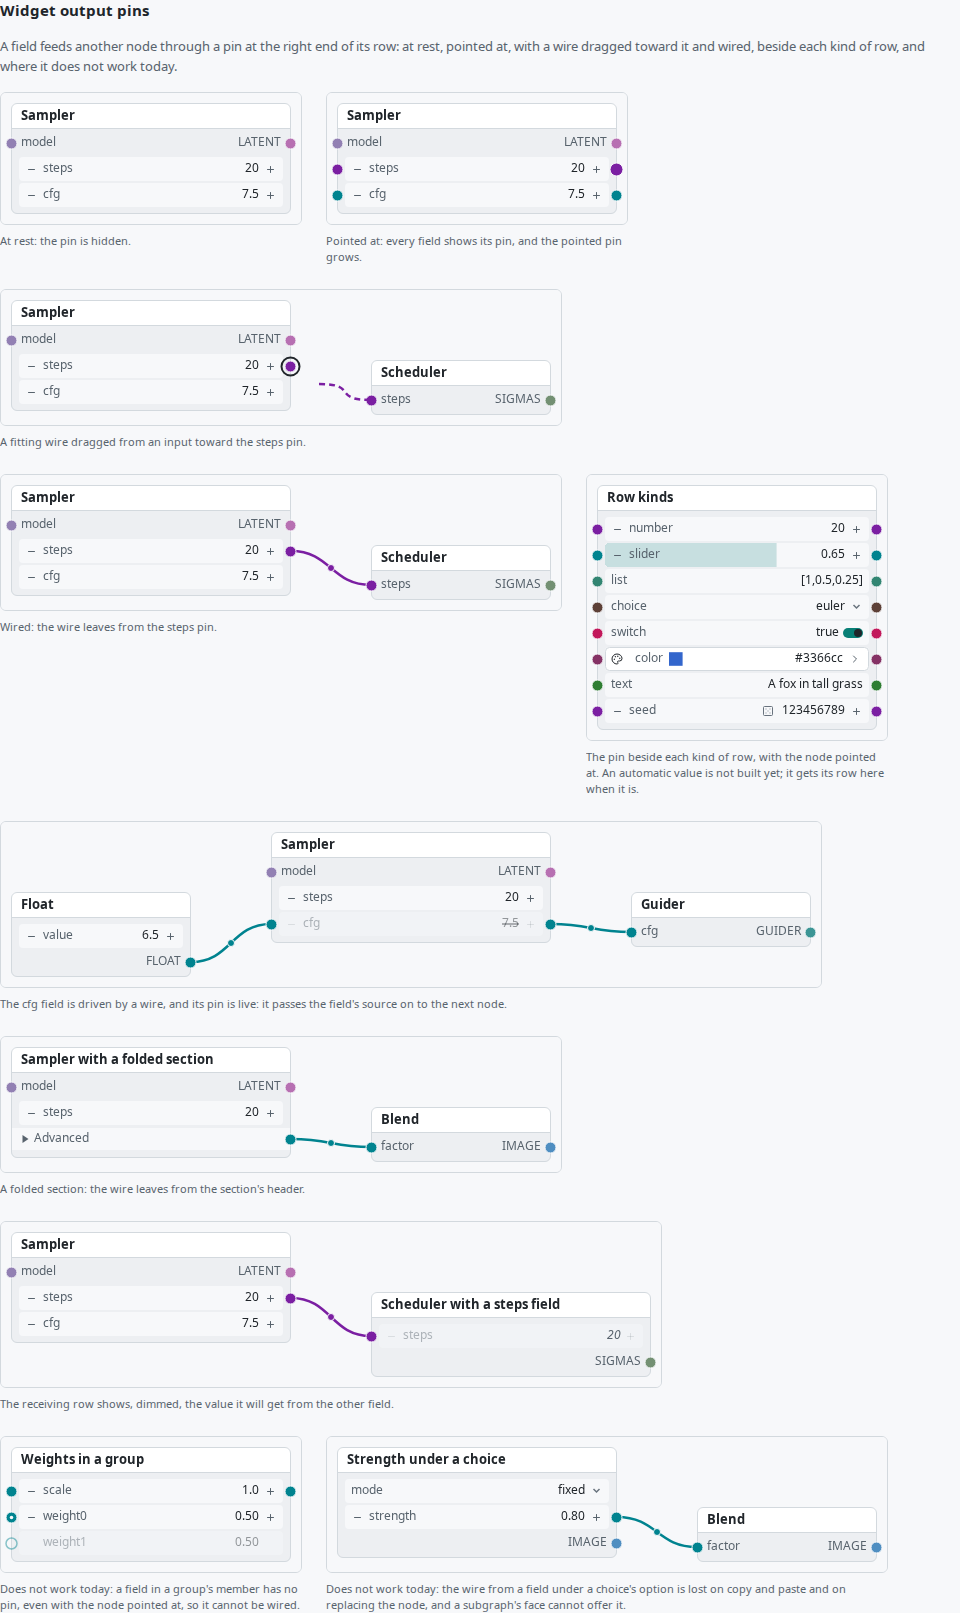 Widget output pins
A field feeds another node through a pin at the right end of its row: at rest, pointed at, with a wire dragged toward it and wired, beside each kind of row, and
where it does not work today.
Sampler
model LATENT
− steps 20 +
− cfg 7.5 +
At rest: the pin is hidden.
Sampler
model LATENT
− steps 20 +
− cfg 7.5 +
Pointed at: every field shows its pin, and the pointed pin
grows.
Sampler
model LATENT
− steps 20 +
− cfg 7.5 +
Scheduler
steps SIGMAS
A fitting wire dragged from an input toward the steps pin.
Sampler
model LATENT
− steps 20 +
− cfg 7.5 +
Scheduler
steps SIGMAS
Wired: the wire leaves from the steps pin.
Row kinds
− number 20 +
− slider 0.65 +
list [1,0.5,0.25]
choice euler
switch true
color #3366cc
text A fox in tall grass
− seed 123456789 +
The pin beside each kind of row, with the node pointed
at. An automatic value is not built yet; it gets its row here
when it is.
Float
− value 6.5 +
FLOAT
Sampler
model LATENT
− steps 20 +
− cfg 7.5 +
Guider
cfg GUIDER
The cfg field is driven by a wire, and its pin is live: it passes the field's source on to the next node.
Sampler with a folded section
model LATENT
− steps 20 +
Advanced
Blend
factor IMAGE
A folded section: the wire leaves from the section's header.
Sampler
model LATENT
− steps 20 +
− cfg 7.5 +
Scheduler with a steps field
− steps 20 +
SIGMAS
The receiving row shows, dimmed, the value it will get from the other field.
Weights in a group
− scale 1.0 +
− weight0 0.50 +
weight1 0.50
Does not work today: a field in a group's member has no
pin, even with the node pointed at, so it cannot be wired.
Strength under a choice
mode fixed
− strength 0.80 +
IMAGE
Blend
factor IMAGE
Does not work today: the wire from a field under a choice's option is lost on copy and paste and on
replacing the node, and a subgraph's face cannot offer it.